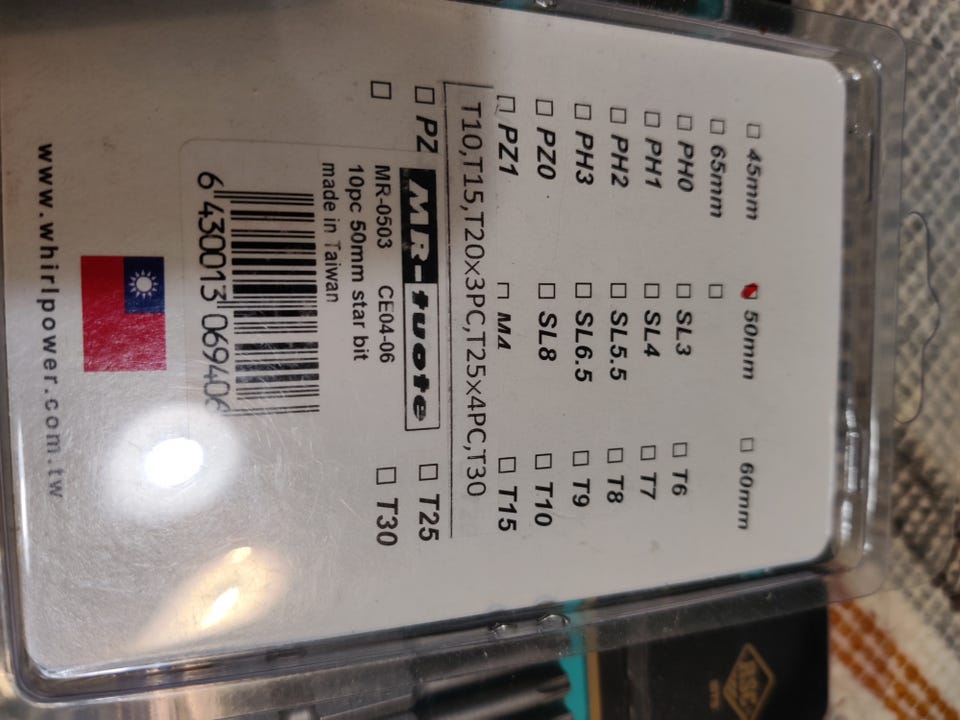 45mm 50mm 60mm
65mm
PH0 SL3 T6
PH1 SL4 T7
PH2 SL5.5 T8
PH3 SL6.5 T9
PZ0 SL8 T10
PZ1 M4 T15
T10,T15,T20x3PC,T25x4PC,T30
PZ MR-tuote T25
MR-0503 CE04-06 T30
10pc 50mm star bit
made in Taiwan
6 430013 069406
www.whirlpower.com.tw